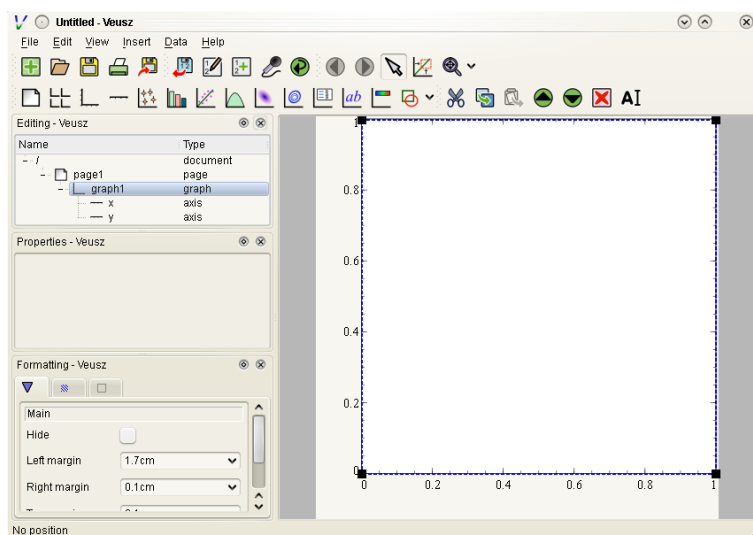 Untitled - Veusz
File Edit View Insert Data Help
ab AI
Editing - Veusz
Name Type
/ document
page1 page
graph1 graph
x axis
y axis
Properties - Veusz
Formatting - Veusz
Main
Hide
Left margin 1.7cm
Right margin 0.1cm
1
0.8
0.6
0.4
0.2
0
0 0.2 0.4 0.6 0.8 1
No position